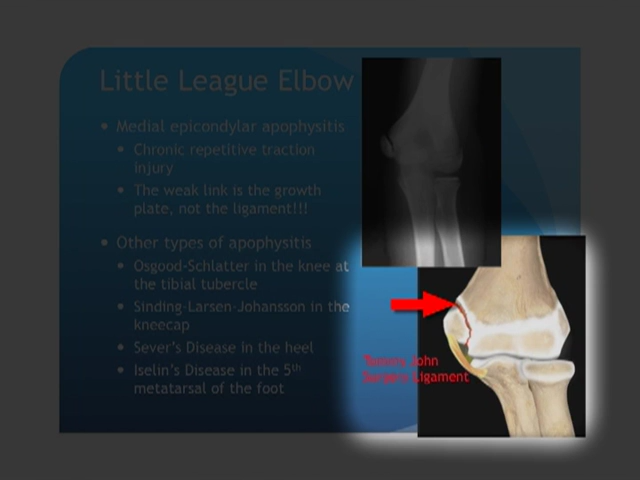 Little League Elbow
• Medial epicondylar apophysitis
• Chronic repetitive traction
injury
• The weak link is the growth
plate, not the ligament!!!
• Other types of apophysitis
• Osgood-Schlatter in the knee at
the tibial tubercle
• Sinding-Larsen-Johansson in the
kneecap
• Sever's Disease in the heel
• Iselin's Disease in the 5th
metatarsal of the foot
Tommy John
Surgery Ligament